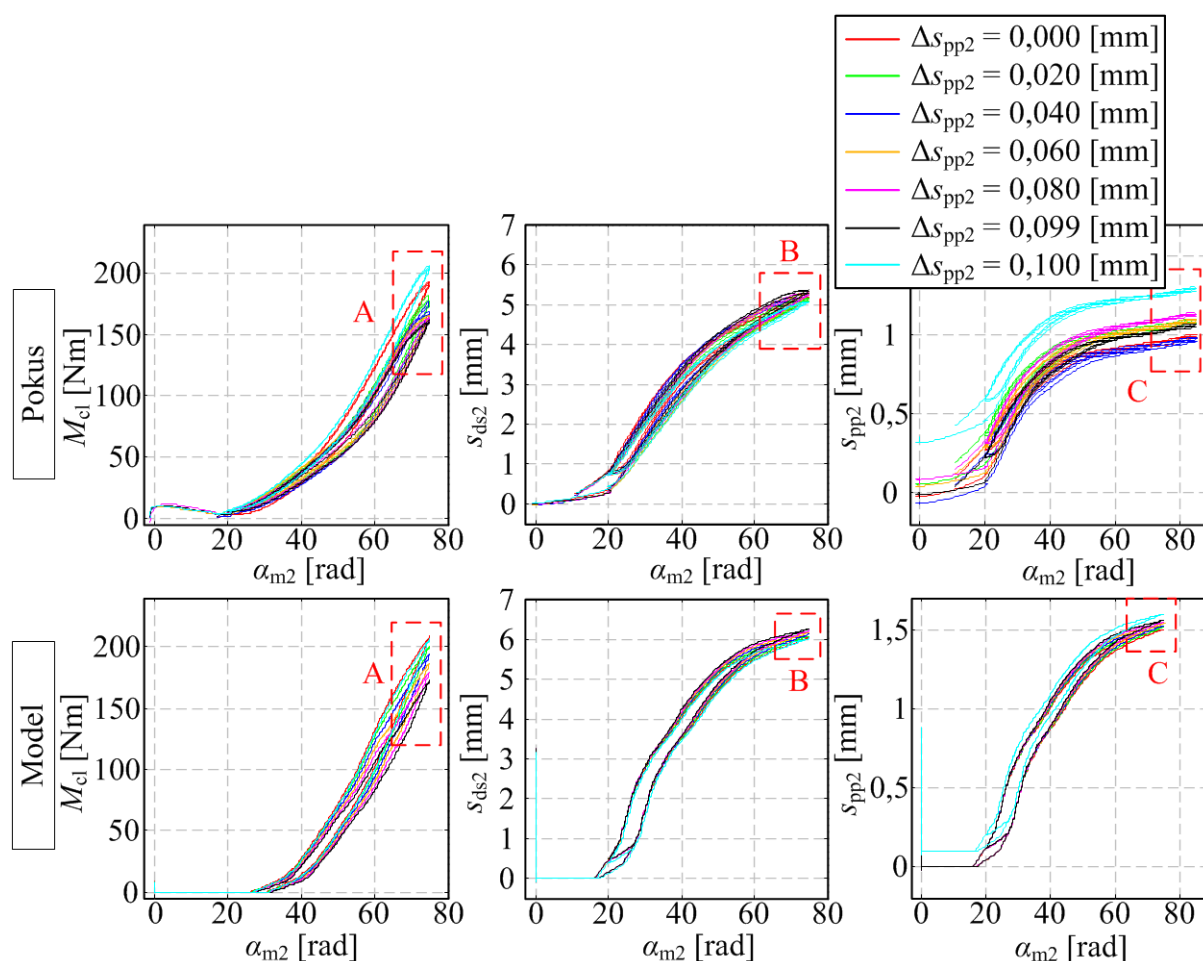 Δspp2 = 0,000 [mm]
Δspp2 = 0,020 [mm]
Δspp2 = 0,040 [mm]
Δspp2 = 0,060 [mm]
Δspp2 = 0,080 [mm]
Δspp2 = 0,099 [mm]
Δspp2 = 0,100 [mm]
Pokus
Mcl [Nm]
200
150
100
50
0
A
0 20 40 60 80
αm2 [rad]
sds2 [mm]
7
6
5
4
3
2
1
0
B
0 20 40 60 80
αm2 [rad]
spp2 [mm]
1
0,5
0
C
0 20 40 60 80
αm2 [rad]
Model
Mcl [Nm]
200
150
100
50
0
A
0 20 40 60 80
αm2 [rad]
sds2 [mm]
7
6
5
4
3
2
1
0
B
0 20 40 60 80
αm2 [rad]
spp2 [mm]
1,5
1
0,5
0
C
0 20 40 60 80
αm2 [rad]